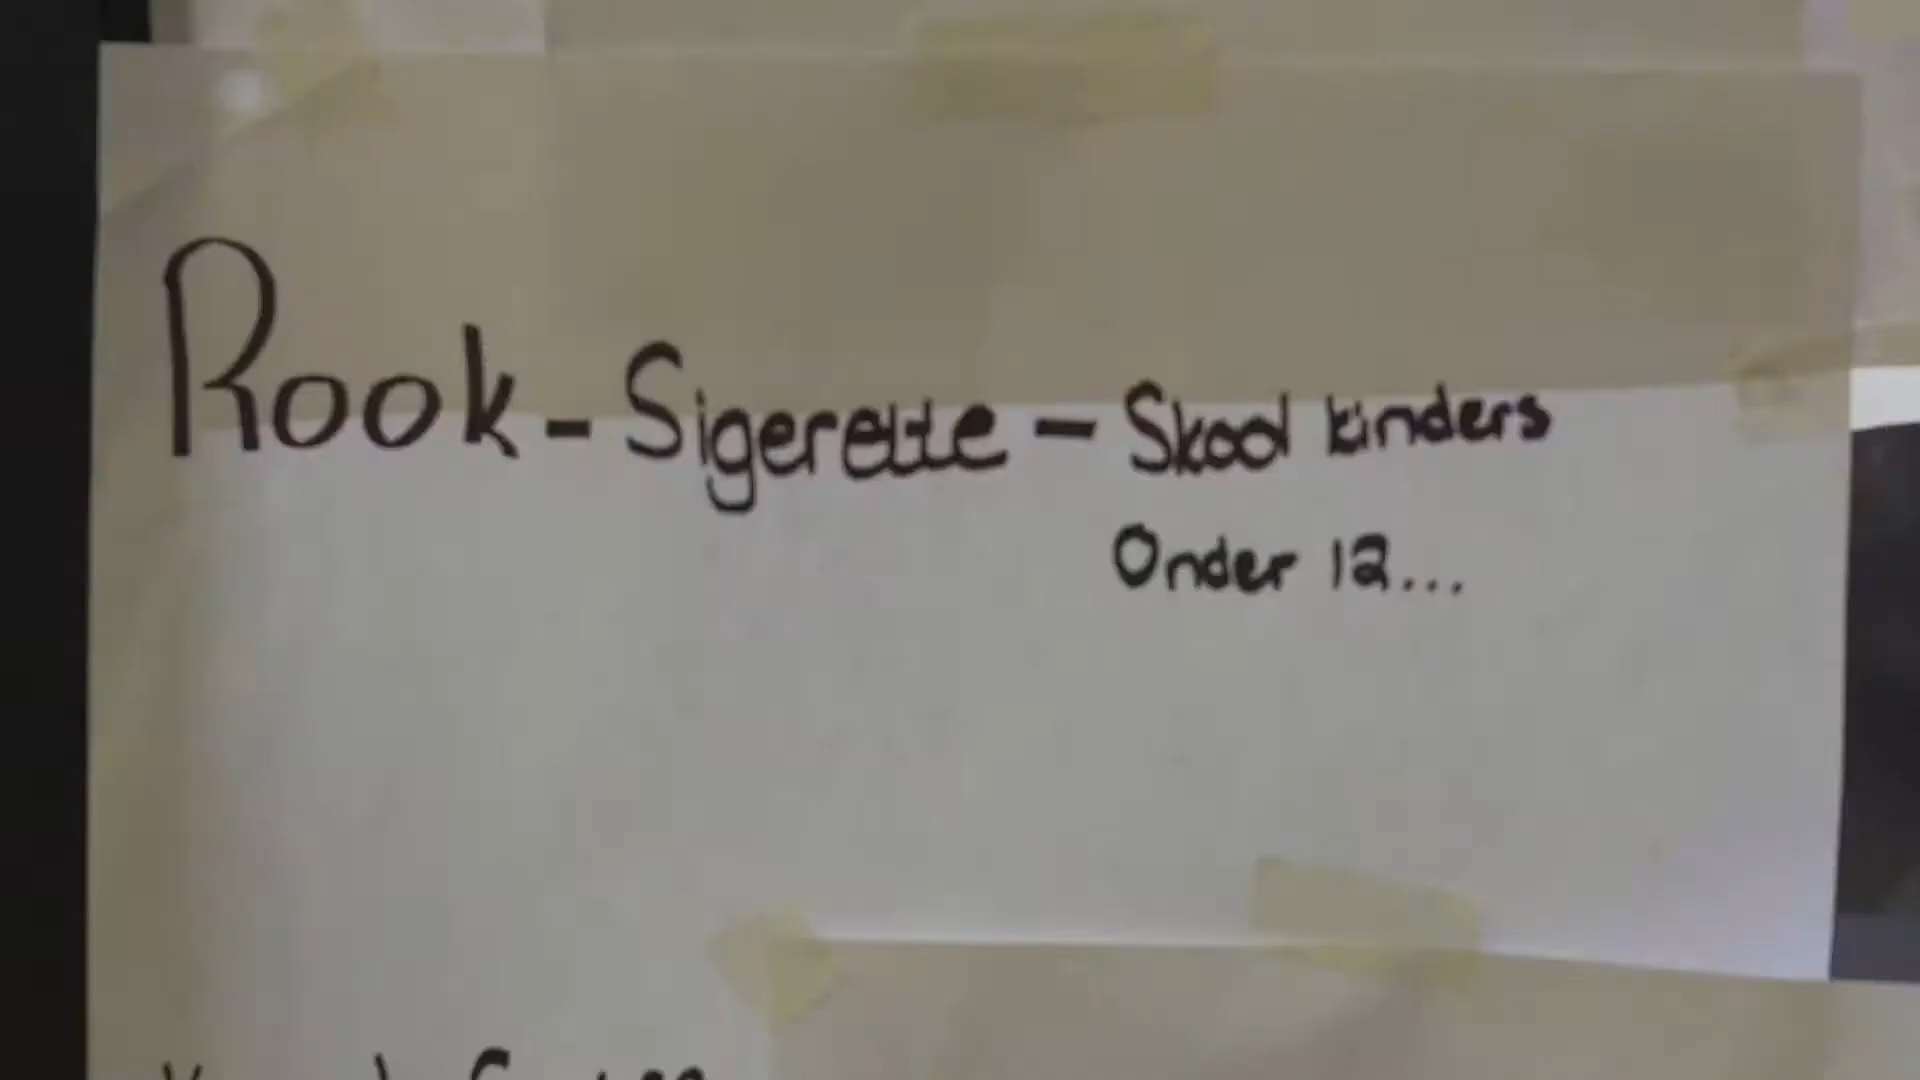 Rook - Sigerette - Skool kinders
Onder 12...